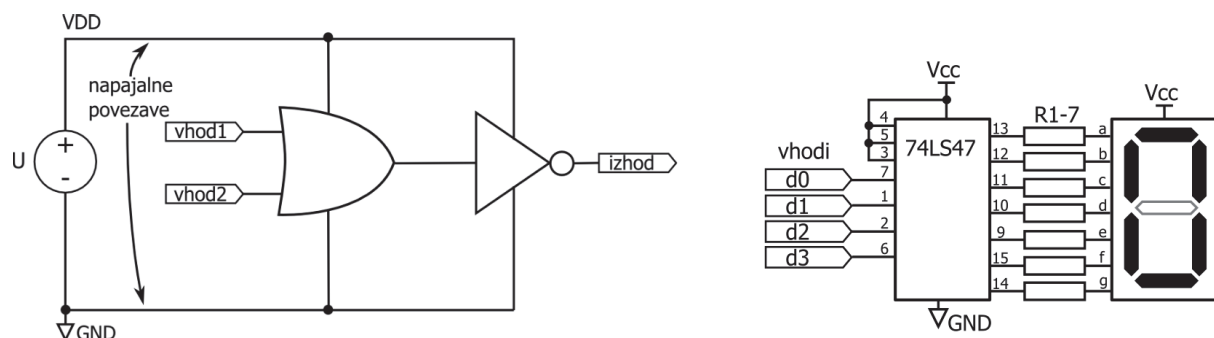 VDD
napajalne
povezave
vhod1
vhod2
U
+
-
izhod
GND
Vcc
4
5
3
74LS47
vhodi
d0
d1
d2
d3
7
1
2
6
13
12
11
10
9
15
14
R1-7
a
b
c
d
e
f
g
Vcc
GND